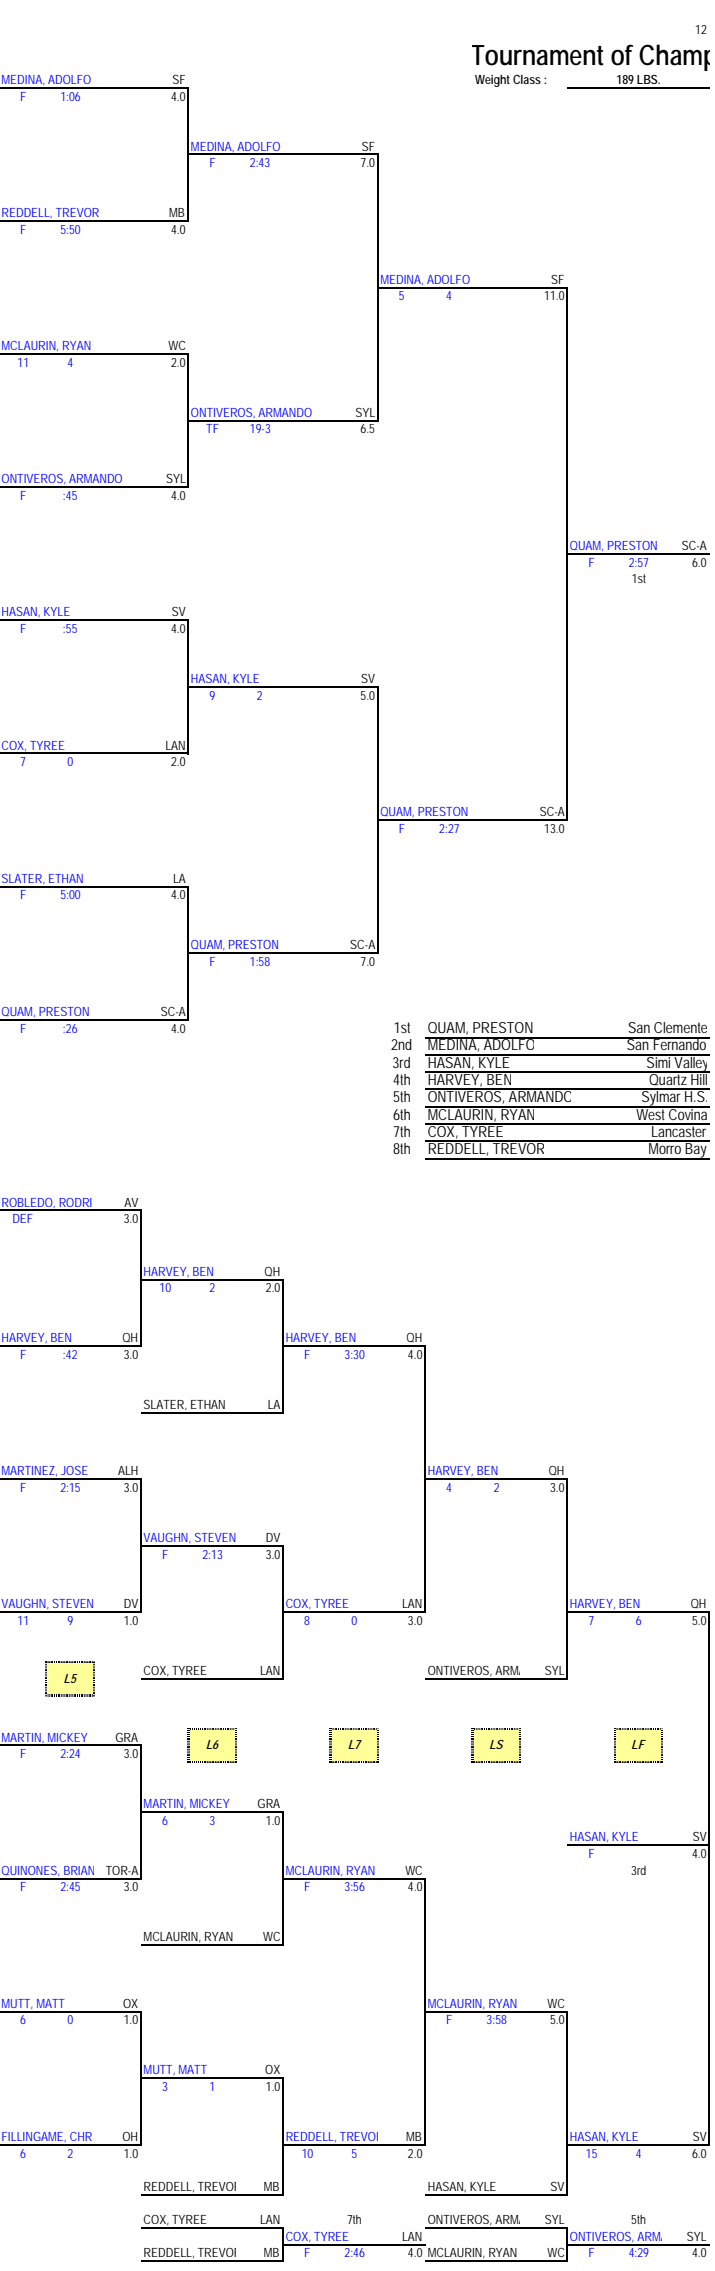 12
Tournament of Champ
Weight Class : 189 LBS.
MEDINA, ADOLFO SF
F 1:06 4.0
MEDINA, ADOLFO SF
F 2:43 7.0
REDDELL, TREVOR MB
F 5:50 4.0
MEDINA, ADOLFO SF
5 4 11.0
MCLAURIN, RYAN WC
11 4 2.0
ONTIVEROS, ARMANDO SYL
TF 19-3 6.5
ONTIVEROS, ARMANDO SYL
F :45 4.0
QUAM, PRESTON SC-A
F 2:57 6.0
1st
HASAN, KYLE SV
F :55 4.0
HASAN, KYLE SV
9 2 5.0
COX, TYREE LAN
7 0 2.0
QUAM, PRESTON SC-A
F 2:27 13.0
SLATER, ETHAN LA
F 5:00 4.0
QUAM, PRESTON SC-A
F 1:58 7.0
QUAM, PRESTON SC-A
F :26 4.0
1st QUAM, PRESTON San Clemente
2nd MEDINA, ADOLFO San Fernando
3rd HASAN, KYLE Simi Valley
4th HARVEY, BEN Quartz Hill
5th ONTIVEROS, ARMANDO Sylmar H.S.
6th MCLAURIN, RYAN West Covina
7th COX, TYREE Lancaster
8th REDDELL, TREVOR Morro Bay
ROBLEDO, RODRI AV
DEF 3.0
HARVEY, BEN QH
10 2 2.0
HARVEY, BEN QH
F :42 3.0
HARVEY, BEN QH
F 3:30 4.0
SLATER, ETHAN LA
MARTINEZ, JOSE ALH
F 2:15 3.0
HARVEY, BEN QH
4 2 3.0
VAUGHN, STEVEN DV
F 2:13 3.0
VAUGHN, STEVEN DV
11 9 1.0
COX, TYREE LAN
8 0 3.0
HARVEY, BEN QH
7 6 5.0
L5
COX, TYREE LAN
ONTIVEROS, ARM SYL
MARTIN, MICKEY GRA
F 2:24 3.0
L6 L7 LS LF
MARTIN, MICKEY GRA
6 3 1.0
HASAN, KYLE SV
F 4.0
3rd
QUINONES, BRIAN TOR-A
F 2:45 3.0
MCLAURIN, RYAN WC
F 3:56 4.0
MCLAURIN, RYAN WC
MUTT, MATT OX
6 0 1.0
MCLAURIN, RYAN WC
F 3:58 5.0
MUTT, MATT OX
3 1 1.0
FILLINGAME, CHR OH
6 2 1.0
REDDELL, TREVO MB
10 5 2.0
HASAN, KYLE SV
15 4 6.0
REDDELL, TREVO MB
HASAN, KYLE SV
COX, TYREE LAN 7th ONTIVEROS, ARM SYL 5th
COX, TYREE LAN ONTIVEROS, ARM SYL
REDDELL, TREVO MB F 2:46 4.0 MCLAURIN, RYAN WC F 4:29 4.0